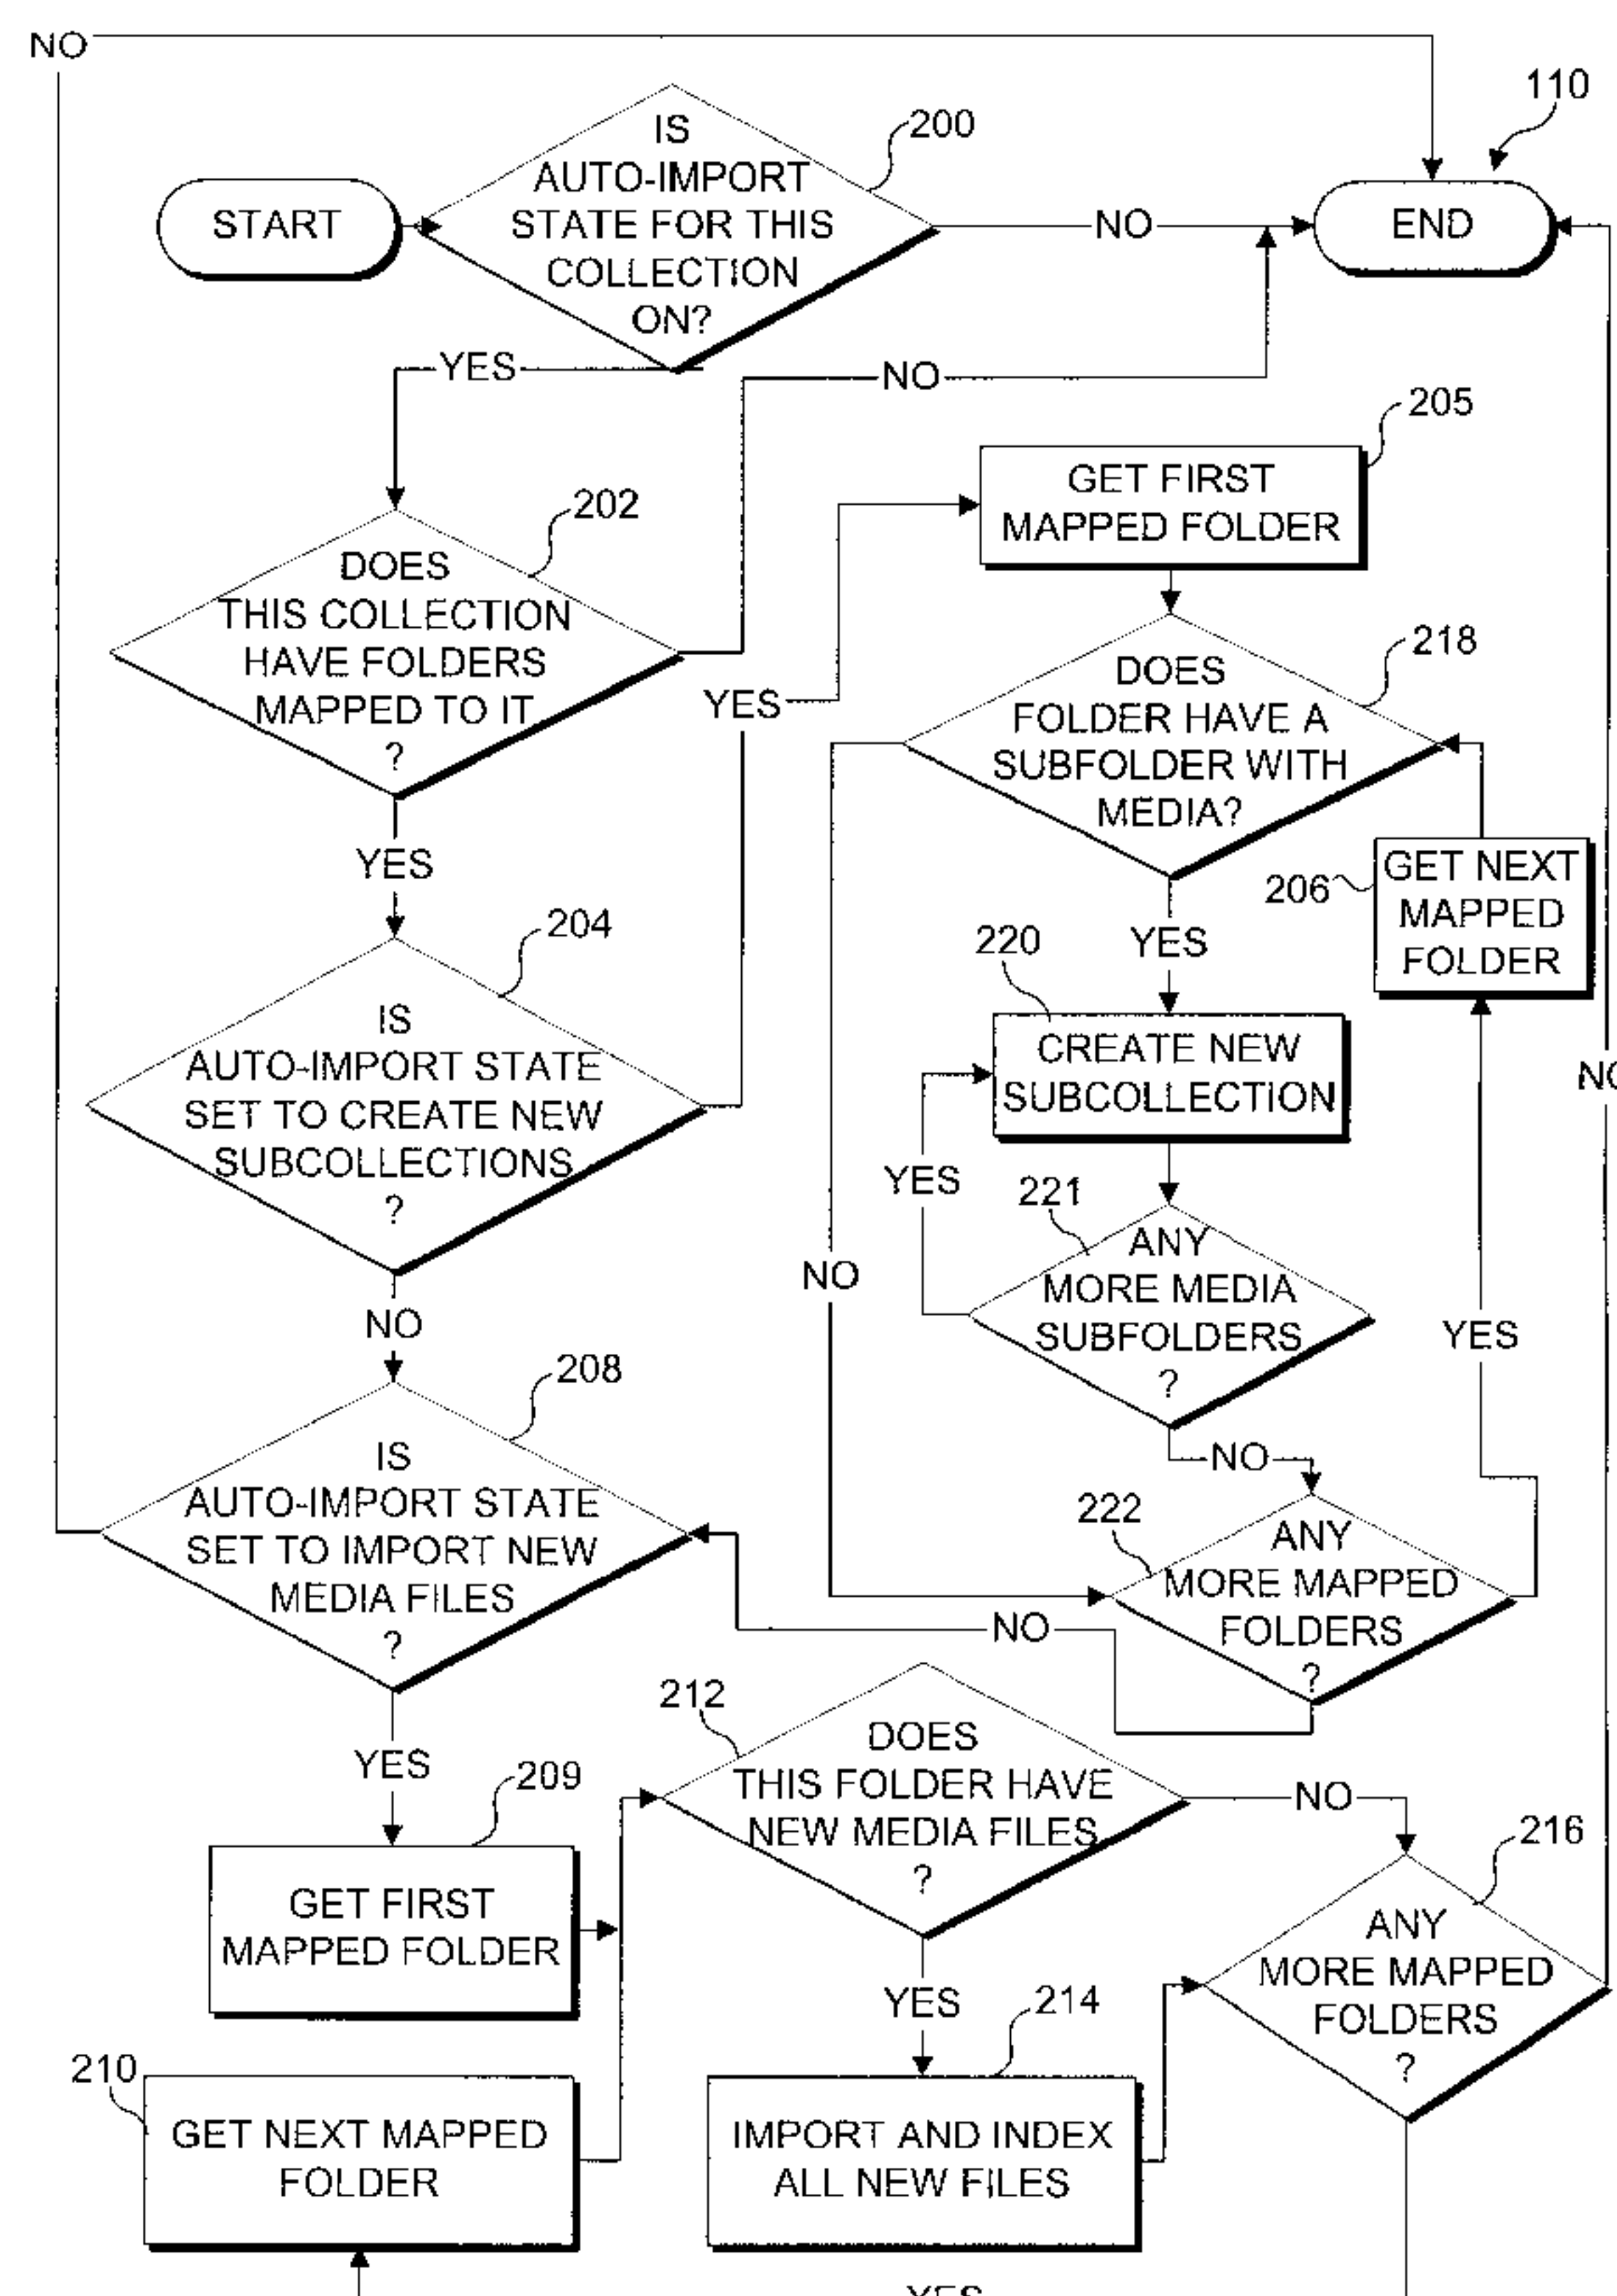 NO
110
IS
AUTO-IMPORT
STATE FOR THIS
COLLECTION
ON?
200
START
NO
END
YES
NO
205
GET FIRST
MAPPED FOLDER
202
DOES
THIS COLLECTION
HAVE FOLDERS
MAPPED TO IT
?
YES
218
DOES
FOLDER HAVE A
SUBFOLDER WITH
MEDIA?
YES
206
GET NEXT
MAPPED
FOLDER
204
IS
AUTO-IMPORT STATE
SET TO CREATE NEW
SUBCOLLECTIONS
?
YES
220
CREATE NEW
SUBCOLLECTION
NO
YES
221
ANY
MORE MEDIA
SUBFOLDERS
?
NO
NO
YES
208
IS
AUTO-IMPORT STATE
SET TO IMPORT NEW
MEDIA FILES
?
NO
222
ANY
MORE MAPPED
FOLDERS
?
NO
212
DOES
THIS FOLDER HAVE
NEW MEDIA FILES
?
NO
YES
209
GET FIRST
MAPPED FOLDER
216
ANY
MORE MAPPED
FOLDERS
?
YES
214
210
GET NEXT MAPPED
FOLDER
IMPORT AND INDEX
ALL NEW FILES
YES